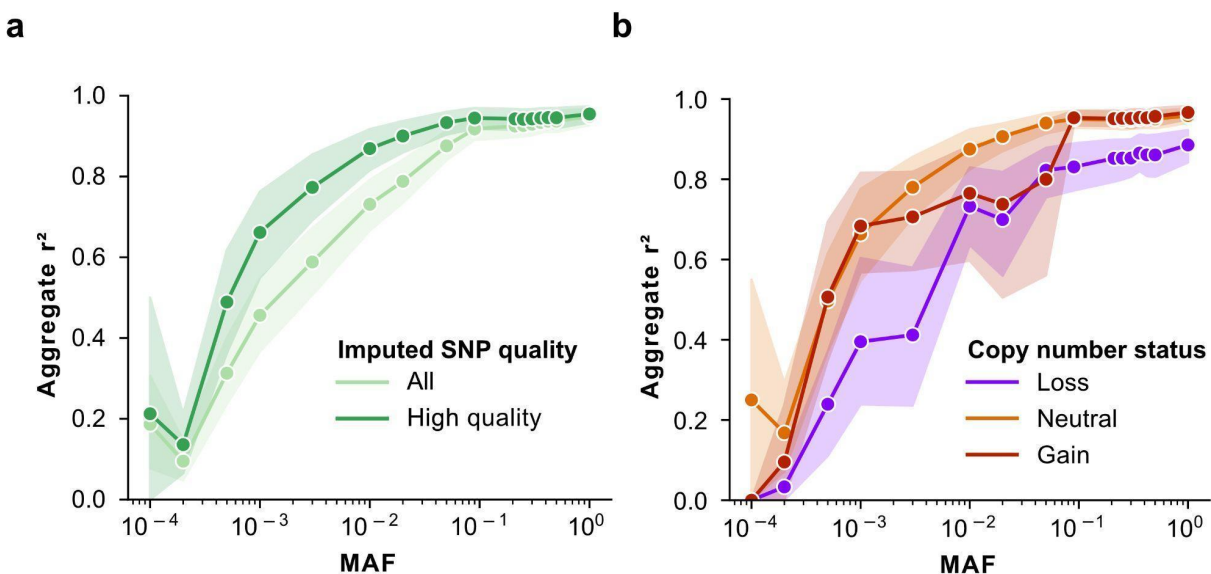 a
Aggregate r²
1.0
0.8
0.6
0.4
0.2
0.0
Imputed SNP quality
All
High quality
10⁻⁴ 10⁻³ 10⁻² 10⁻¹ 10⁰
MAF
b
Aggregate r²
1.0
0.8
0.6
0.4
0.2
0.0
Copy number status
Loss
Neutral
Gain
10⁻⁴ 10⁻³ 10⁻² 10⁻¹ 10⁰
MAF